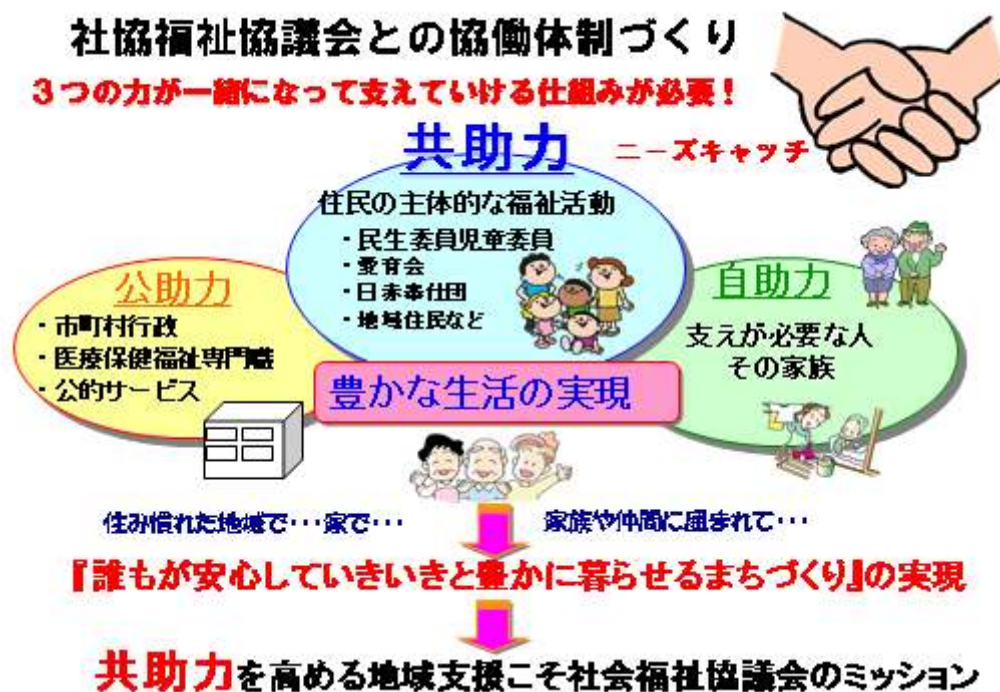 社協福祉協議会との協働体制づくり
3つの力が一緒になって支えていける仕組みが必要！
共助力
ニーズキャッチ
住民の主体的な福祉活動
・民生委員児童委員
・愛育会
・日赤奉仕団
・地域住民など
公助力
・市町村行政
・医療保健福祉専門職
・公的サービス
自助力
支えが必要な人
その家族
豊かな生活の実現
住み慣れた地域で･･･家で･･･
家族や仲間に囲まれて･･･
『誰もが安心していきいきと豊かに暮らせるまちづくり』の実現
共助力を高める地域支援こそ社会福祉協議会のミッション